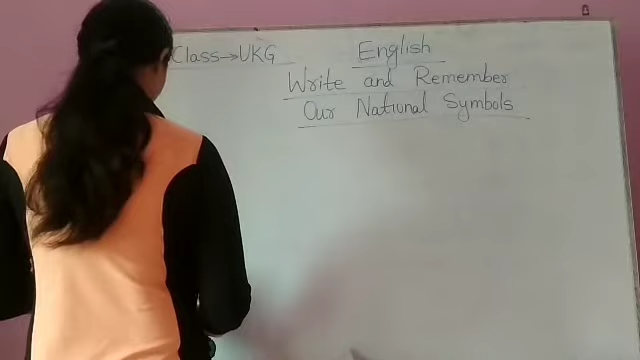 Class→UKG English
Write and Remember
Our National Symbols